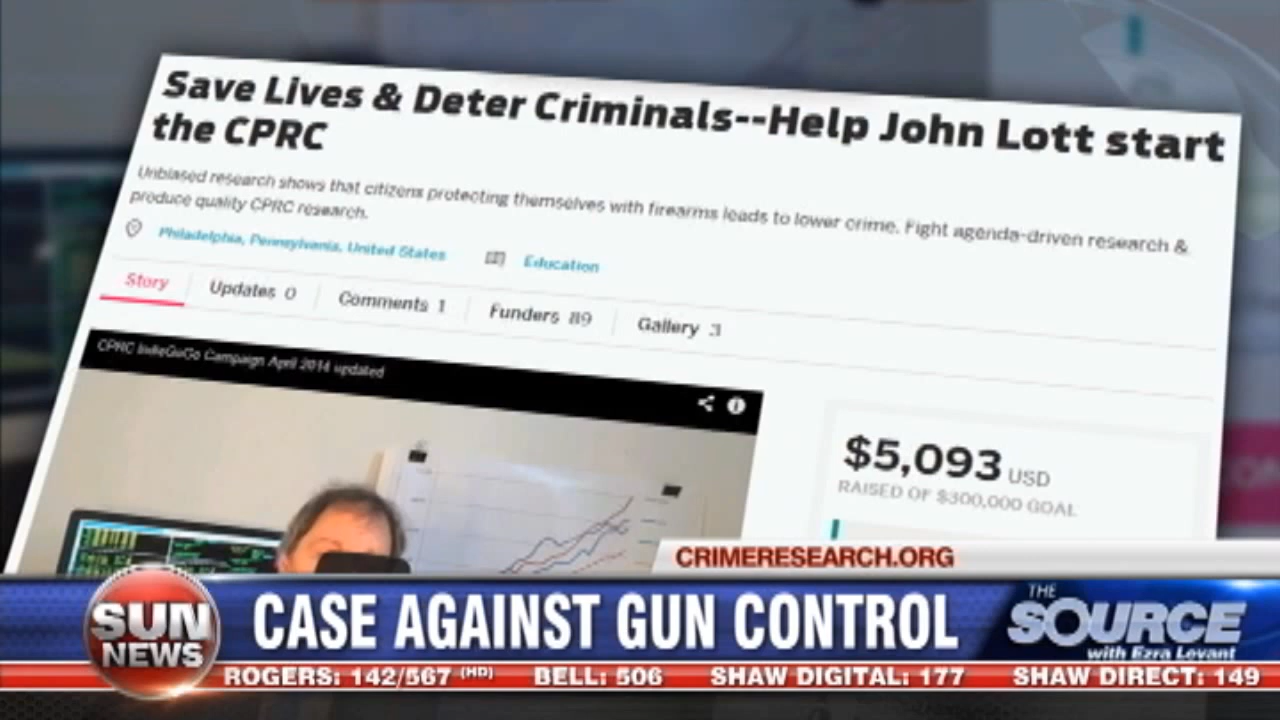 Save Lives & Deter Criminals--Help John Lott start
the CPRC
Unbiased research shows that citizens protecting themselves with firearms leads to lower crime. Fight agenda-driven research &
produce quality CPRC research.
Philadelphia, Pennsylvania, United States Education
Story Updates 0 Comments 1 Funders 89 Gallery 3
CPRC IndieGoGo Campaign April 2014 updated
$5,093 USD
RAISED OF $300,000 GOAL
CRIMERESEARCH.ORG
SUN
NEWS
CASE AGAINST GUN CONTROL
THE
SOURCE
with Ezra Levant
ROGERS: 142/567 (HD) BELL: 506 SHAW DIGITAL: 177 SHAW DIRECT: 149